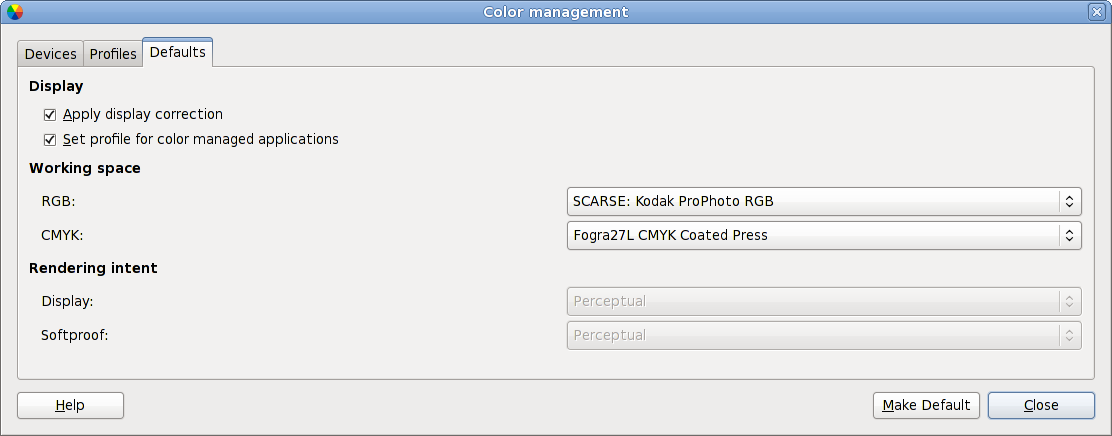 Color management
Devices Profiles Defaults
Display
Apply display correction
Set profile for color managed applications
Working space
RGB: SCARSE: Kodak ProPhoto RGB
CMYK: Fogra27L CMYK Coated Press
Rendering intent
Display: Perceptual
Softproof: Perceptual
Help Make Default Close